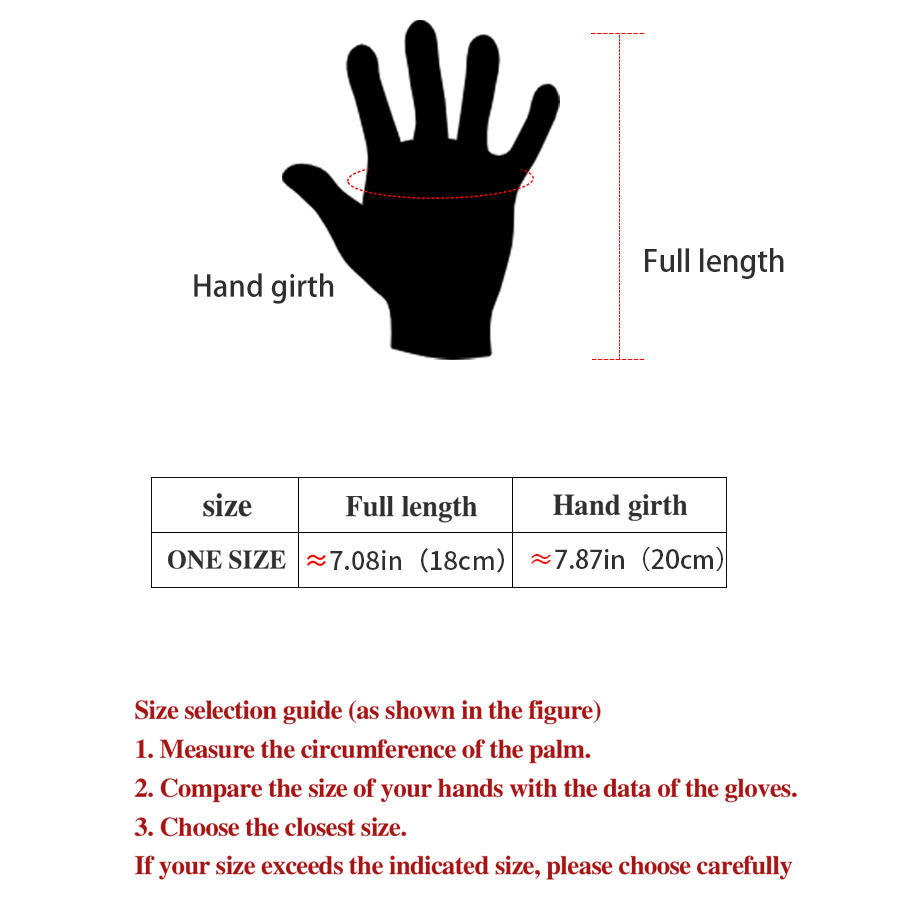 Full length
Hand girth
size Full length Hand girth
ONE SIZE ≈7.08in（18cm） ≈7.87in（20cm）
Size selection guide (as shown in the figure)
1. Measure the circumference of the palm.
2. Compare the size of your hands with the data of the gloves.
3. Choose the closest size.
If your size exceeds the indicated size, please choose carefully